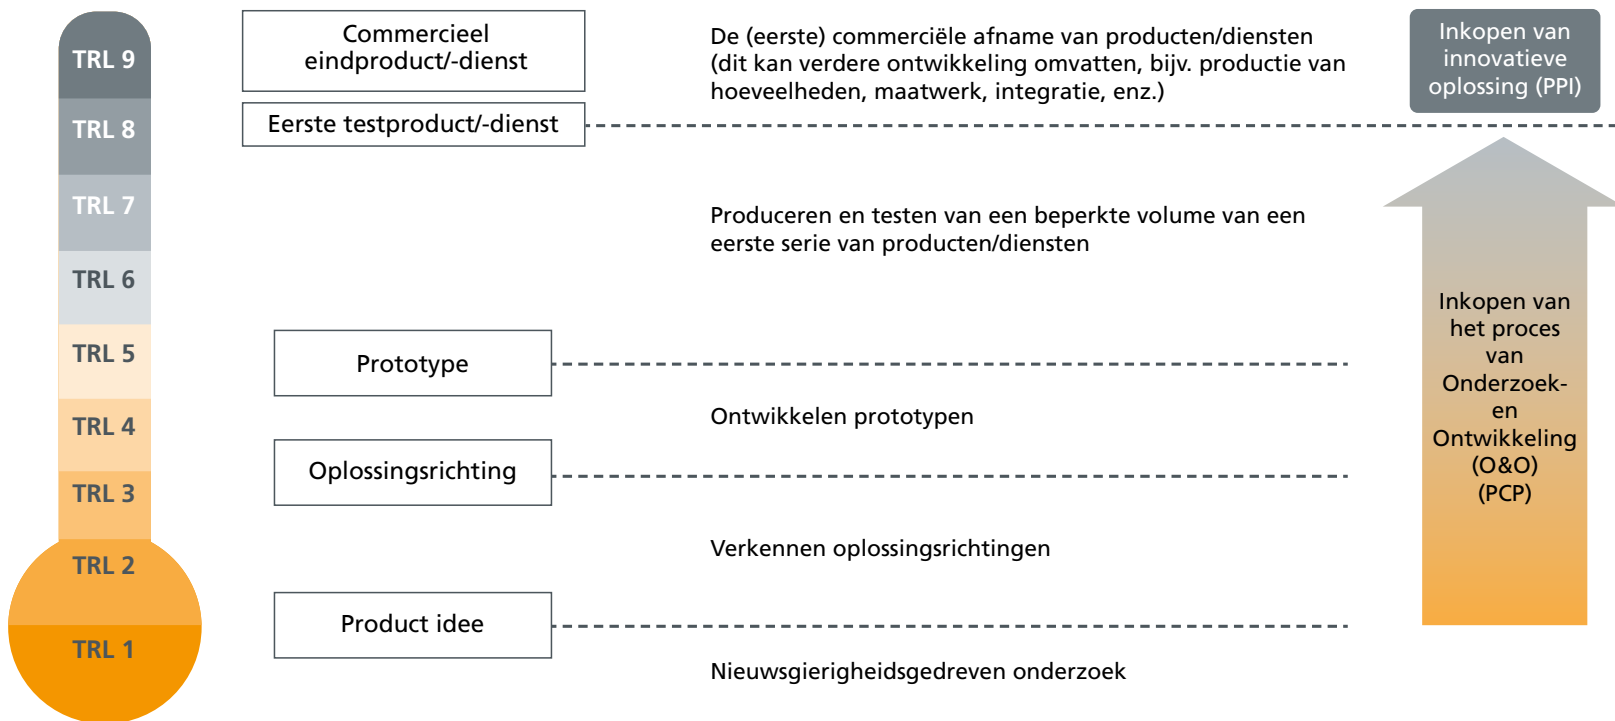 TRL 9
TRL 8
TRL 7
TRL 6
TRL 5
TRL 4
TRL 3
TRL 2
TRL 1
Commercieel
eindproduct/-dienst
Eerste testproduct/-dienst
Prototype
Oplossingsrichting
Product idee
De (eerste) commerciële afname van producten/diensten
(dit kan verdere ontwikkeling omvatten, bijv. productie van
hoeveelheden, maatwerk, integratie, enz.)
Produceren en testen van een beperkte volume van een
eerste serie van producten/diensten
Ontwikkelen prototypen
Verkennen oplossingsrichtingen
Nieuwsgierigheidsgedreven onderzoek
Inkopen van
innovatieve
oplossing (PPI)
Inkopen van
het proces
van
Onderzoek-
en
Ontwikkeling
(O&O)
(PCP)